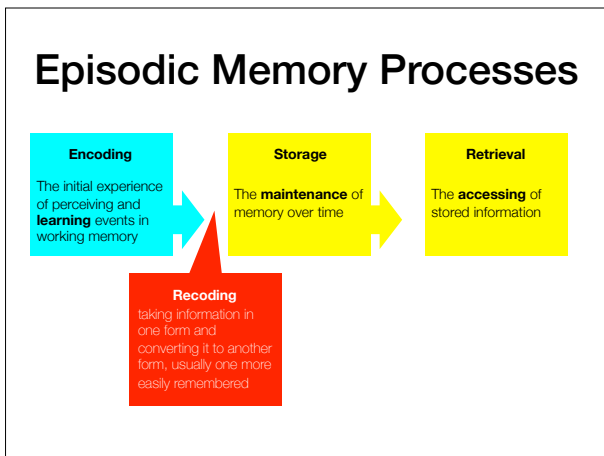 Episodic Memory Processes
Encoding
The initial experience
of perceiving and
learning events in
working memory
Storage
The maintenance of
memory over time
Retrieval
The accessing of
stored information
Recoding
taking information in
one form and
converting it to another
form, usually one more
easily remembered